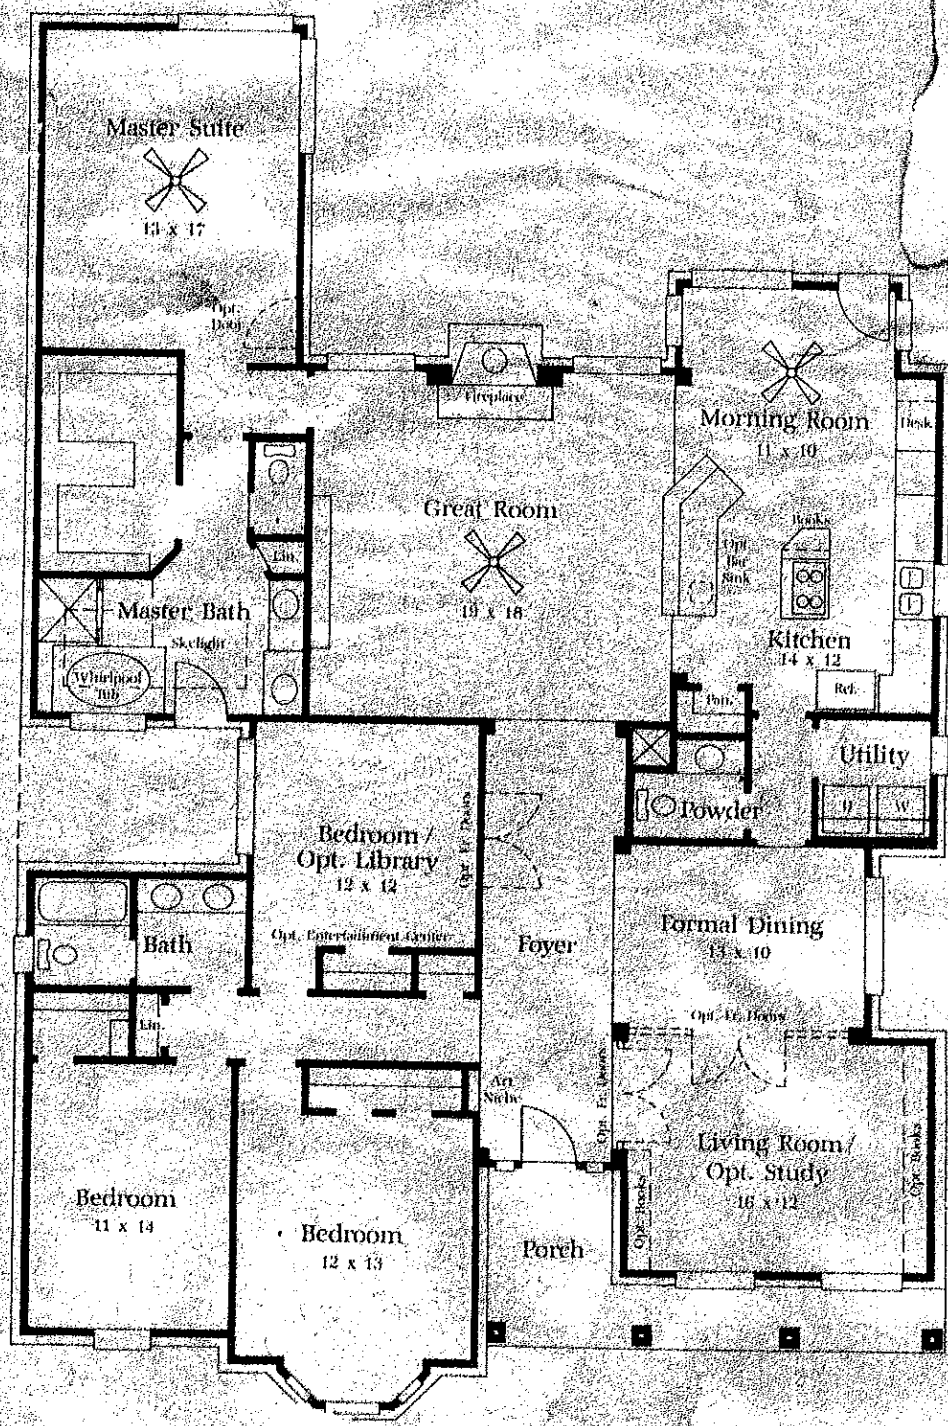 Master Suite
13 x 17
Opt.
Door
Fireplace
Morning Room
11 x 10
Desk
Great Room
19 x 18
Books
Opt.
Bar
Sink
Lin.
Master Bath
Skylight
Whirlpool
Tub
Kitchen
14 x 12
Ref.
Pan.
Utility
D
W
Powder
Bedroom /
Opt. Library
12 x 12
Opt. Fr. Doors
Opt. Entertainment Center
Bath
Foyer
Formal Dining
13 x 10
Opt. Fr. Doors
Lin.
Art
Niche
Opt. Fr. Doors
Living Room /
Opt. Study
16 x 12
Opt. Books
Opt. Books
Bedroom
11 x 14
Bedroom
12 x 13
Porch